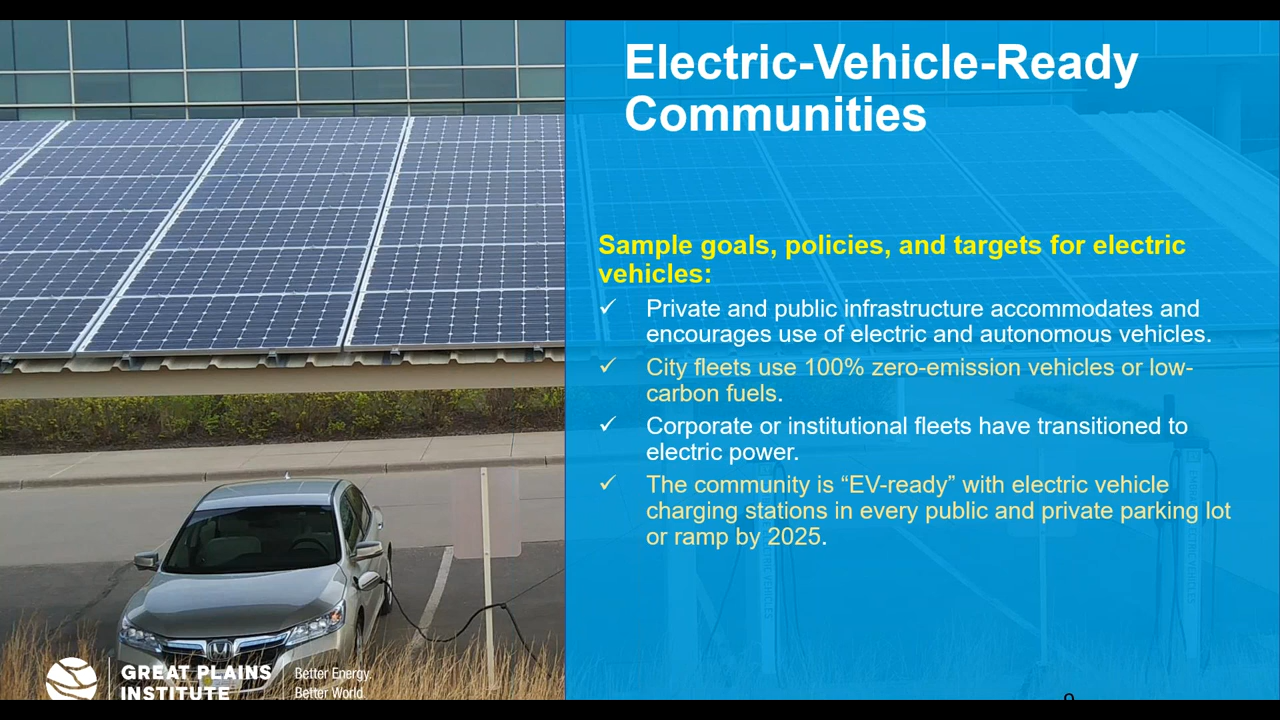 Electric-Vehicle-Ready
Communities
Sample goals, policies, and targets for electric
vehicles:
✓ Private and public infrastructure accommodates and
encourages use of electric and autonomous vehicles.
✓ City fleets use 100% zero-emission vehicles or low-
carbon fuels.
✓ Corporate or institutional fleets have transitioned to
electric power.
✓ The community is “EV-ready” with electric vehicle
charging stations in every public and private parking lot
or ramp by 2025.
GREAT PLAINS
INSTITUTE
Better Energy.
Better World.